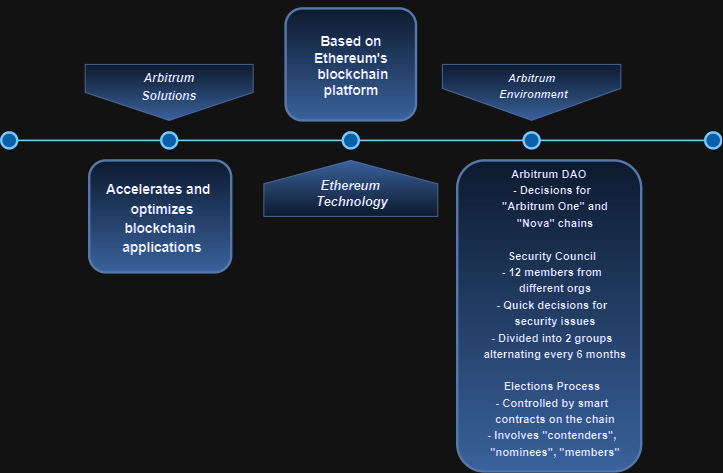 Arbitrum
Solutions
Accelerates and
optimizes
blockchain
applications
Based on
Ethereum's
blockchain
platform
Ethereum
Technology
Arbitrum
Environment
Arbitrum DAO
- Decisions for
"Arbitrum One" and
"Nova" chains
Security Council
- 12 members from
different orgs
- Quick decisions for
security issues
- Divided into 2 groups
alternating every 6 months
Elections Process
- Controlled by smart
contracts on the chain
- Involves "contenders",
"nominees", "members"